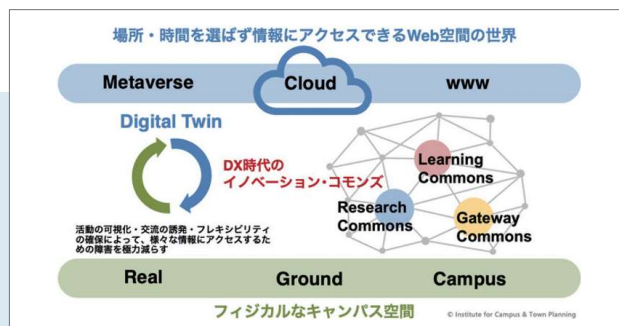 場所・時間を選ばず情報にアクセスできるWeb空間の世界
Metaverse
Cloud
www
Digital Twin
DX時代の
イノベーション・コモンズ
Learning
Commons
Research
Commons
Gateway
Commons
活動の可視化・交流の誘発・フレキシビリティ
の確保によって、様々な情報にアクセスするた
めの障害を極力減らす
Real
Ground
Campus
フィジカルなキャンパス空間
© Institute for Campus & Town Planning